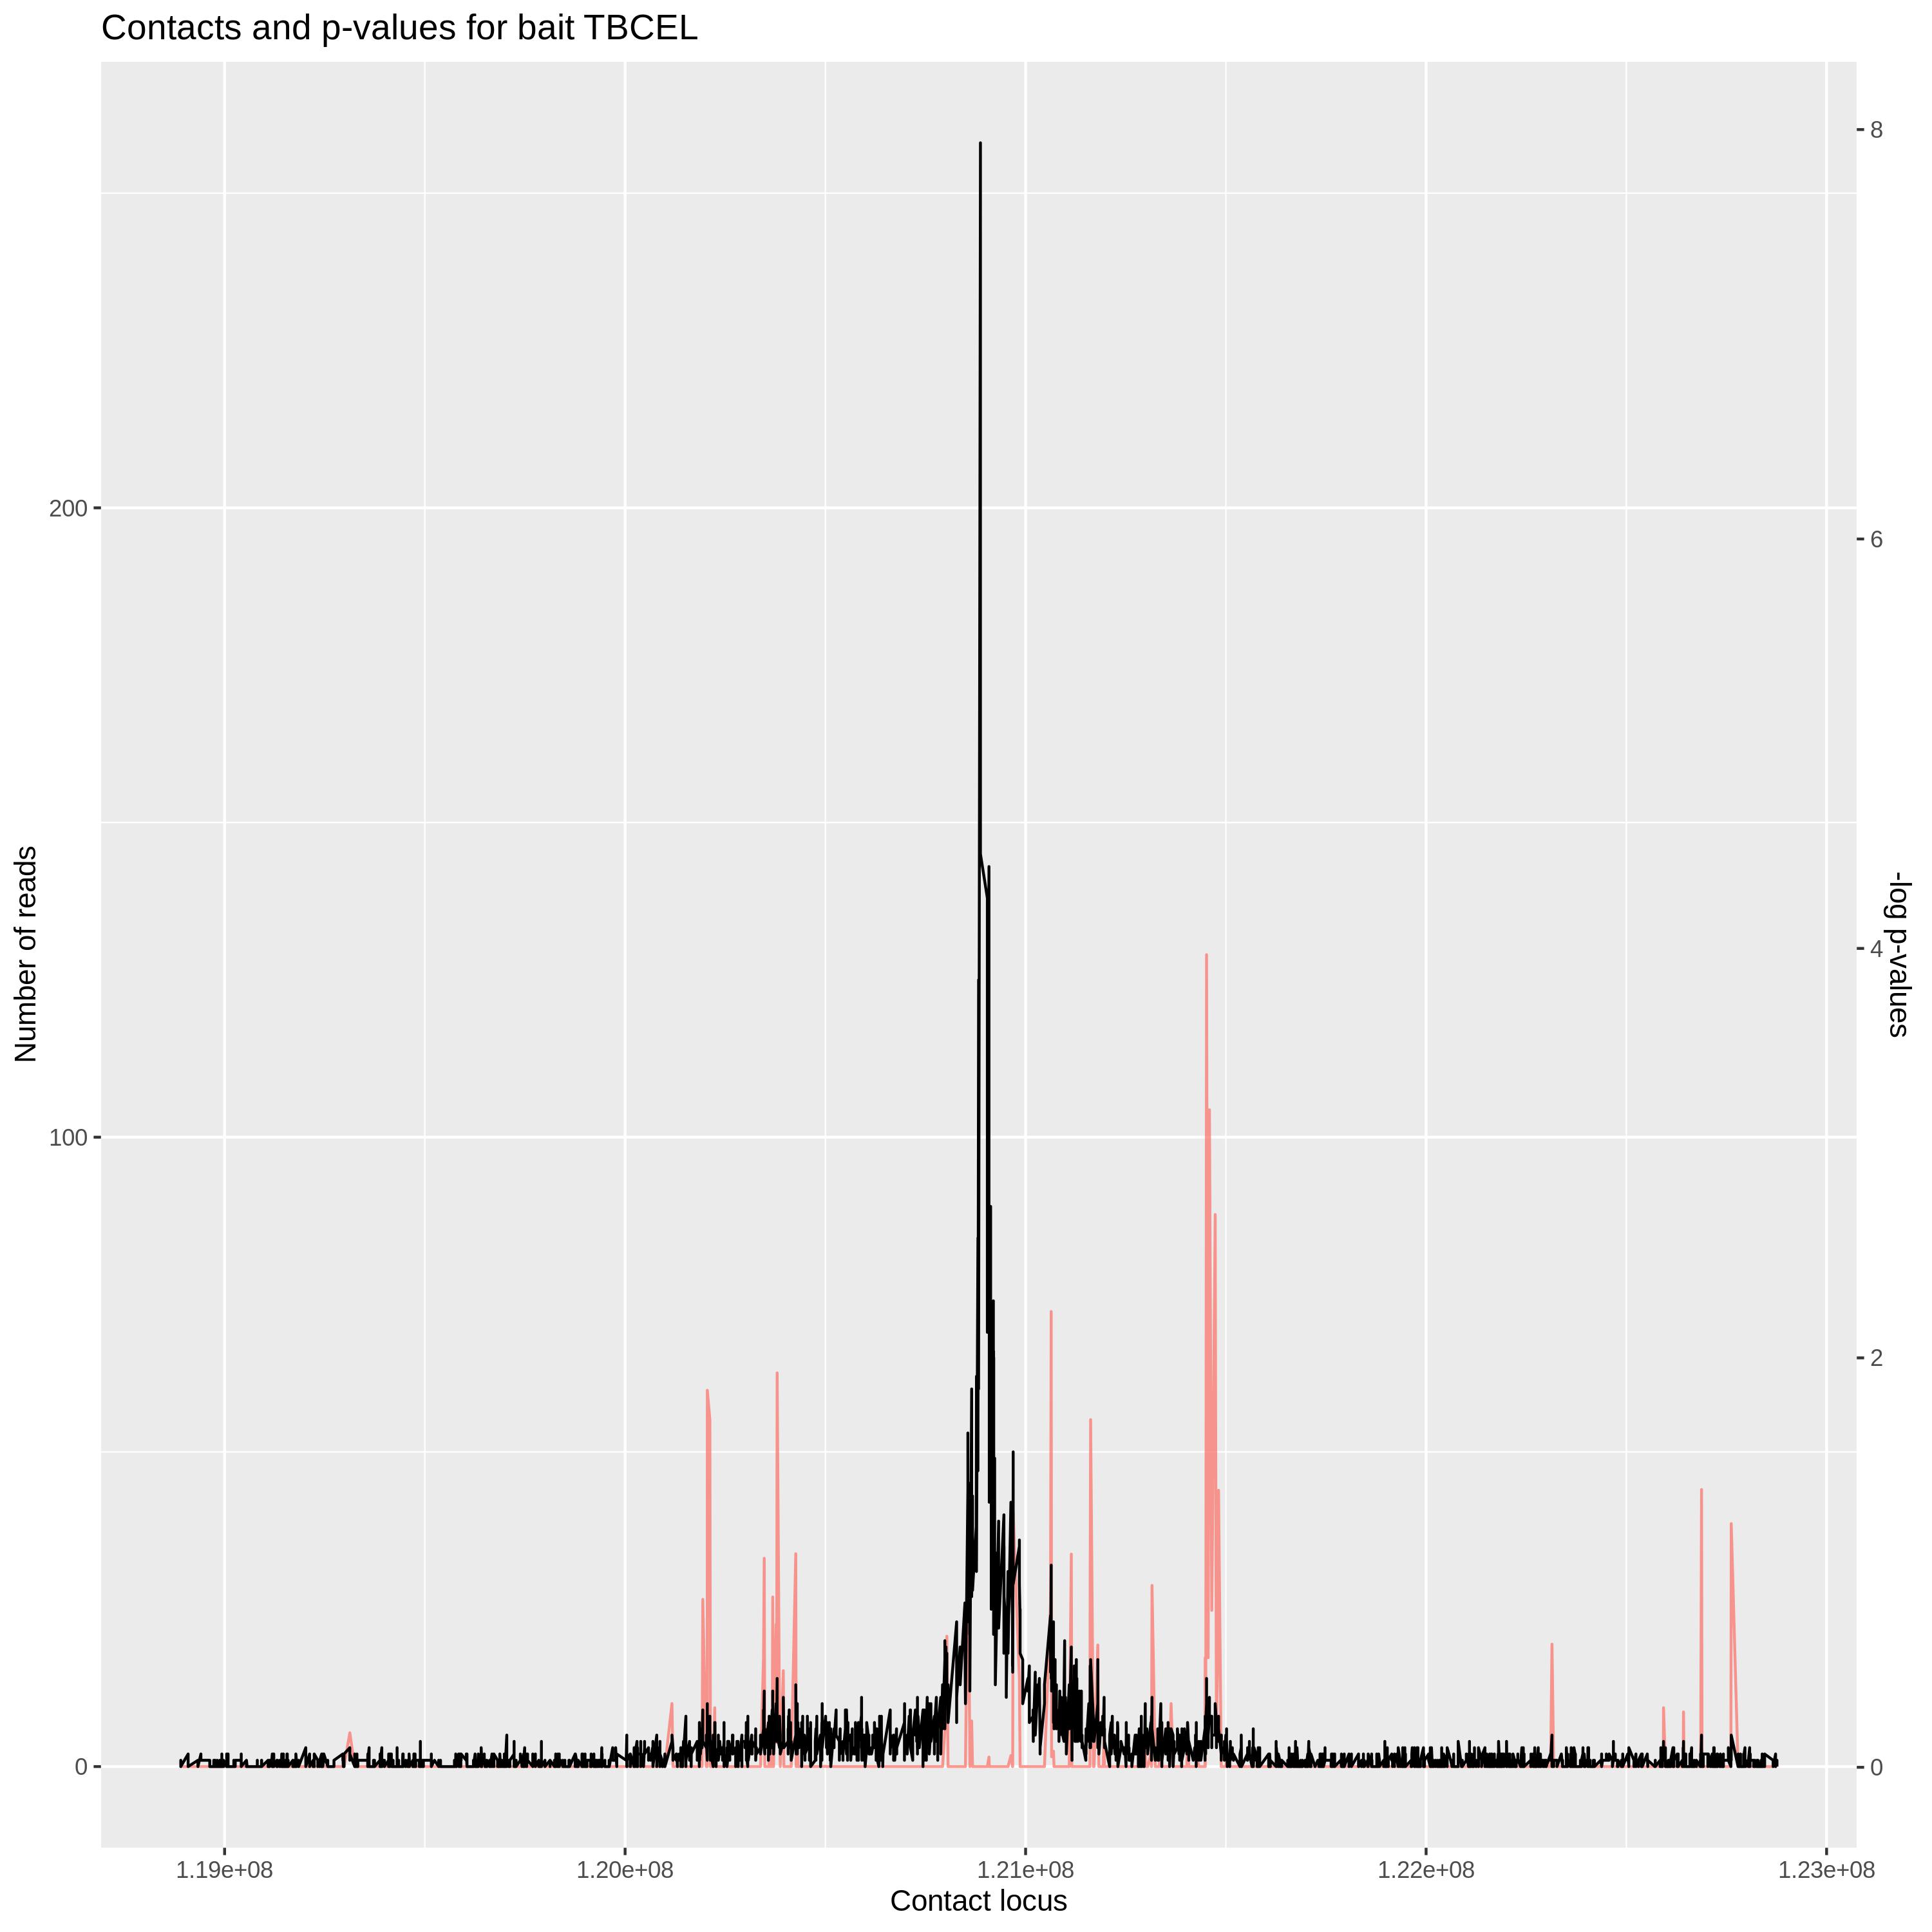 Contacts and p-values for bait TBCEL
8
200
6
Number of reads
-log p-values
4
100
2
0
0
1.19e+08
1.20e+08
1.21e+08
1.22e+08
1.23e+08
Contact locus